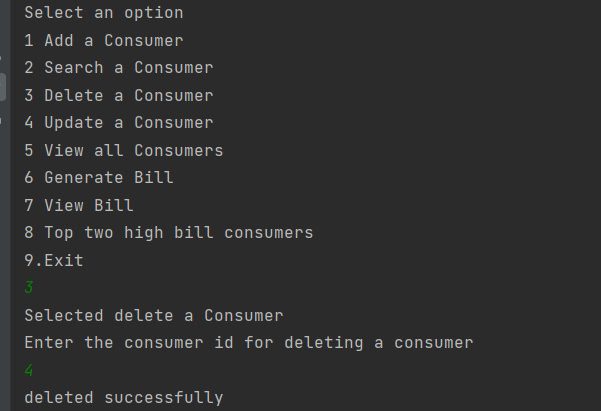 Select an option
1 Add a Consumer
2 Search a Consumer
3 Delete a Consumer
4 Update a Consumer
5 View all Consumers
6 Generate Bill
7 View Bill
8 Top two high bill consumers
9.Exit
3
Selected delete a Consumer
Enter the consumer id for deleting a consumer
4
deleted successfully